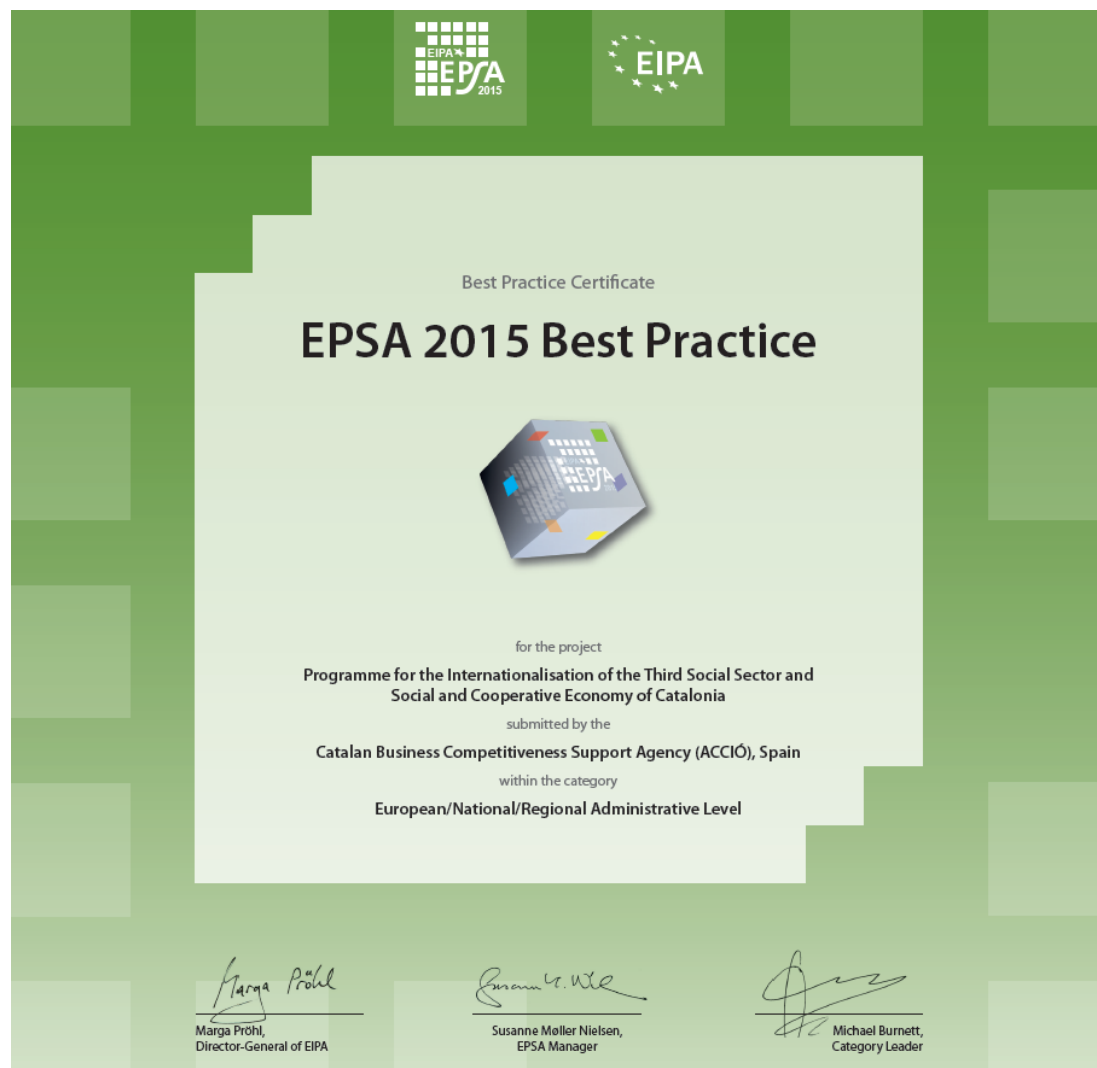 EIPA
EPSA
2015
EIPA
Best Practice Certificate
EPSA 2015 Best Practice
EPSA
for the project
Programme for the Internationalisation of the Third Social Sector and
Social and Cooperative Economy of Catalonia
submitted by the
Catalan Business Competitiveness Support Agency (ACCIÓ), Spain
within the category
European/National/Regional Administrative Level
Marga Pröhl
Marga Pröhl,
Director-General of EIPA
Susanne Møller Nielsen,
EPSA Manager
Michael Burnett,
Category Leader